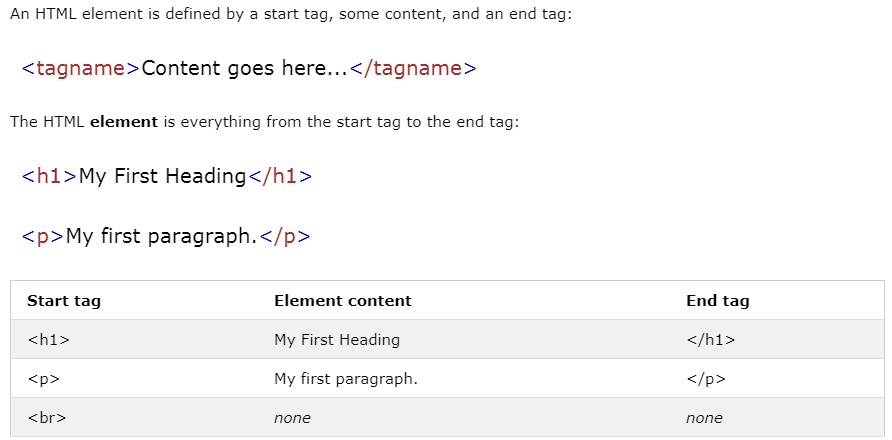 An HTML element is defined by a start tag, some content, and an end tag:
<tagname>Content goes here...</tagname>
The HTML element is everything from the start tag to the end tag:
<h1>My First Heading</h1>
<p>My first paragraph.</p>
Start tag Element content End tag
<h1> My First Heading </h1>
<p> My first paragraph. </p>
<br> none none